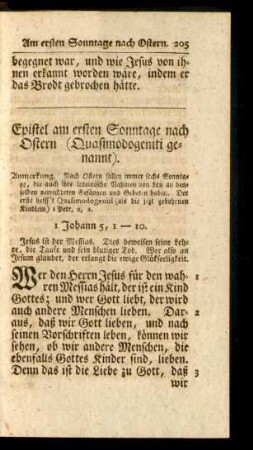 Am ersten Sonntage nach Ostern. 205
begegnet war, und wie Jesus von ih-
nen erkannt worden wäre, indem er
das Brodt gebrochen hätte.
Epistel am ersten Sonntage nach
Ostern (Quasimodogeniti ge-
nannt).
Anmerkung. Nach Ostern fallen immer sechs Sonnta-
ge, die auch ihre lateinische Nahmen von den an den-
selben gewöhnlichen Gesängen und Gebeten haben. Der
erste heißt Quasimodogeniti (als die jezt gebohrnen
Kindlein) 1 Petr. 2, 2.
1 Johann 5, 1 — 10.
Jesus ist der Messias. Dies beweisen seine Leh-
re, die Taufe und sein blutiger Tod. Wer also an
Jesum glaubet, der erlangt die ewige Glückseeligkeit.
Wer den Herrn Jesus für den wah- 1
ren Messias hält, der ist ein Kind
Gottes; und wer Gott liebt, der wird
auch andere Menschen lieben. Dar- 2
aus, daß wir Gott lieben, und nach
seinen Vorschriften leben, können wir
sehen, ob wir andere Menschen, die
ebenfalls Gottes Kinder sind, lieben.
Denn das ist die Liebe zu Gott, daß 3
wir